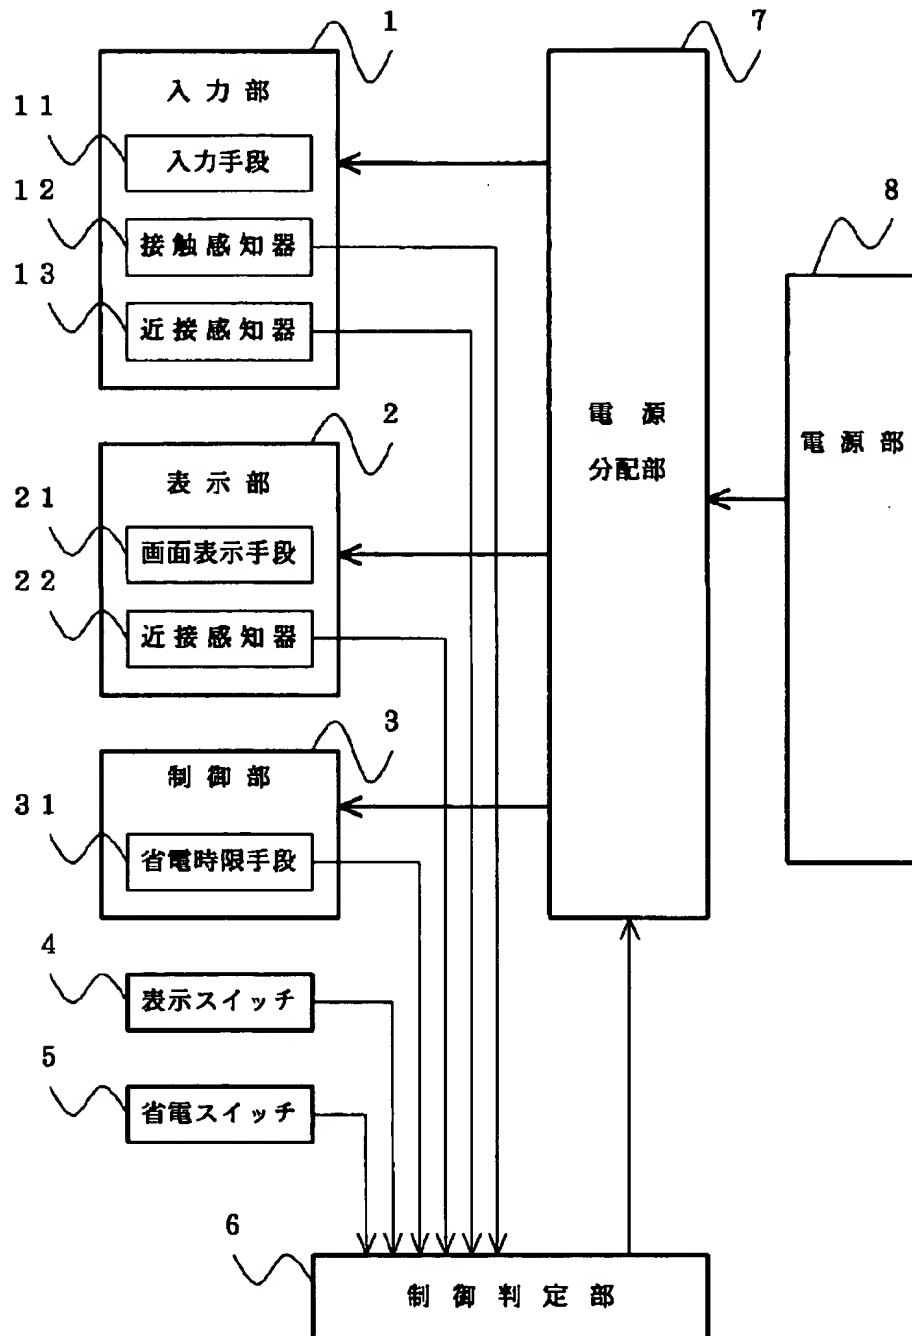 1
入力部
11
入力手段
12
接触感知器
13
近接感知器
2
表示部
21
画面表示手段
22
近接感知器
3
制御部
31
省電時限手段
4
表示スイッチ
5
省電スイッチ
6
制御判定部
7
電源
分配部
8
電源部